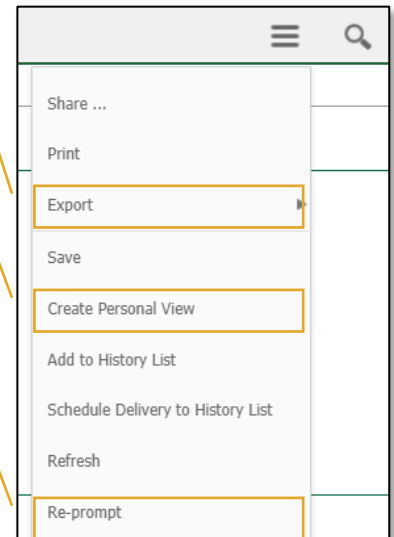 Share ...
Print
Export
Save
Create Personal View
Add to History List
Schedule Delivery to History List
Refresh
Re-prompt